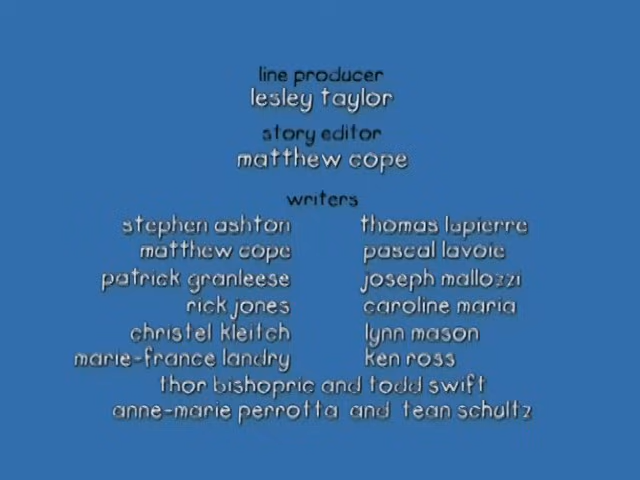 line producer
lesley taylor
story editor
matthew cope
writers
stephen ashton thomas lapierre
matthew cope pascal lavoie
patrick granleese joseph mallozzi
rick jones caroline maria
christel kleitch lynn mason
marie-france landry ken ross
thor bishopric and todd swift
anne-marie perrotta and tean schultz